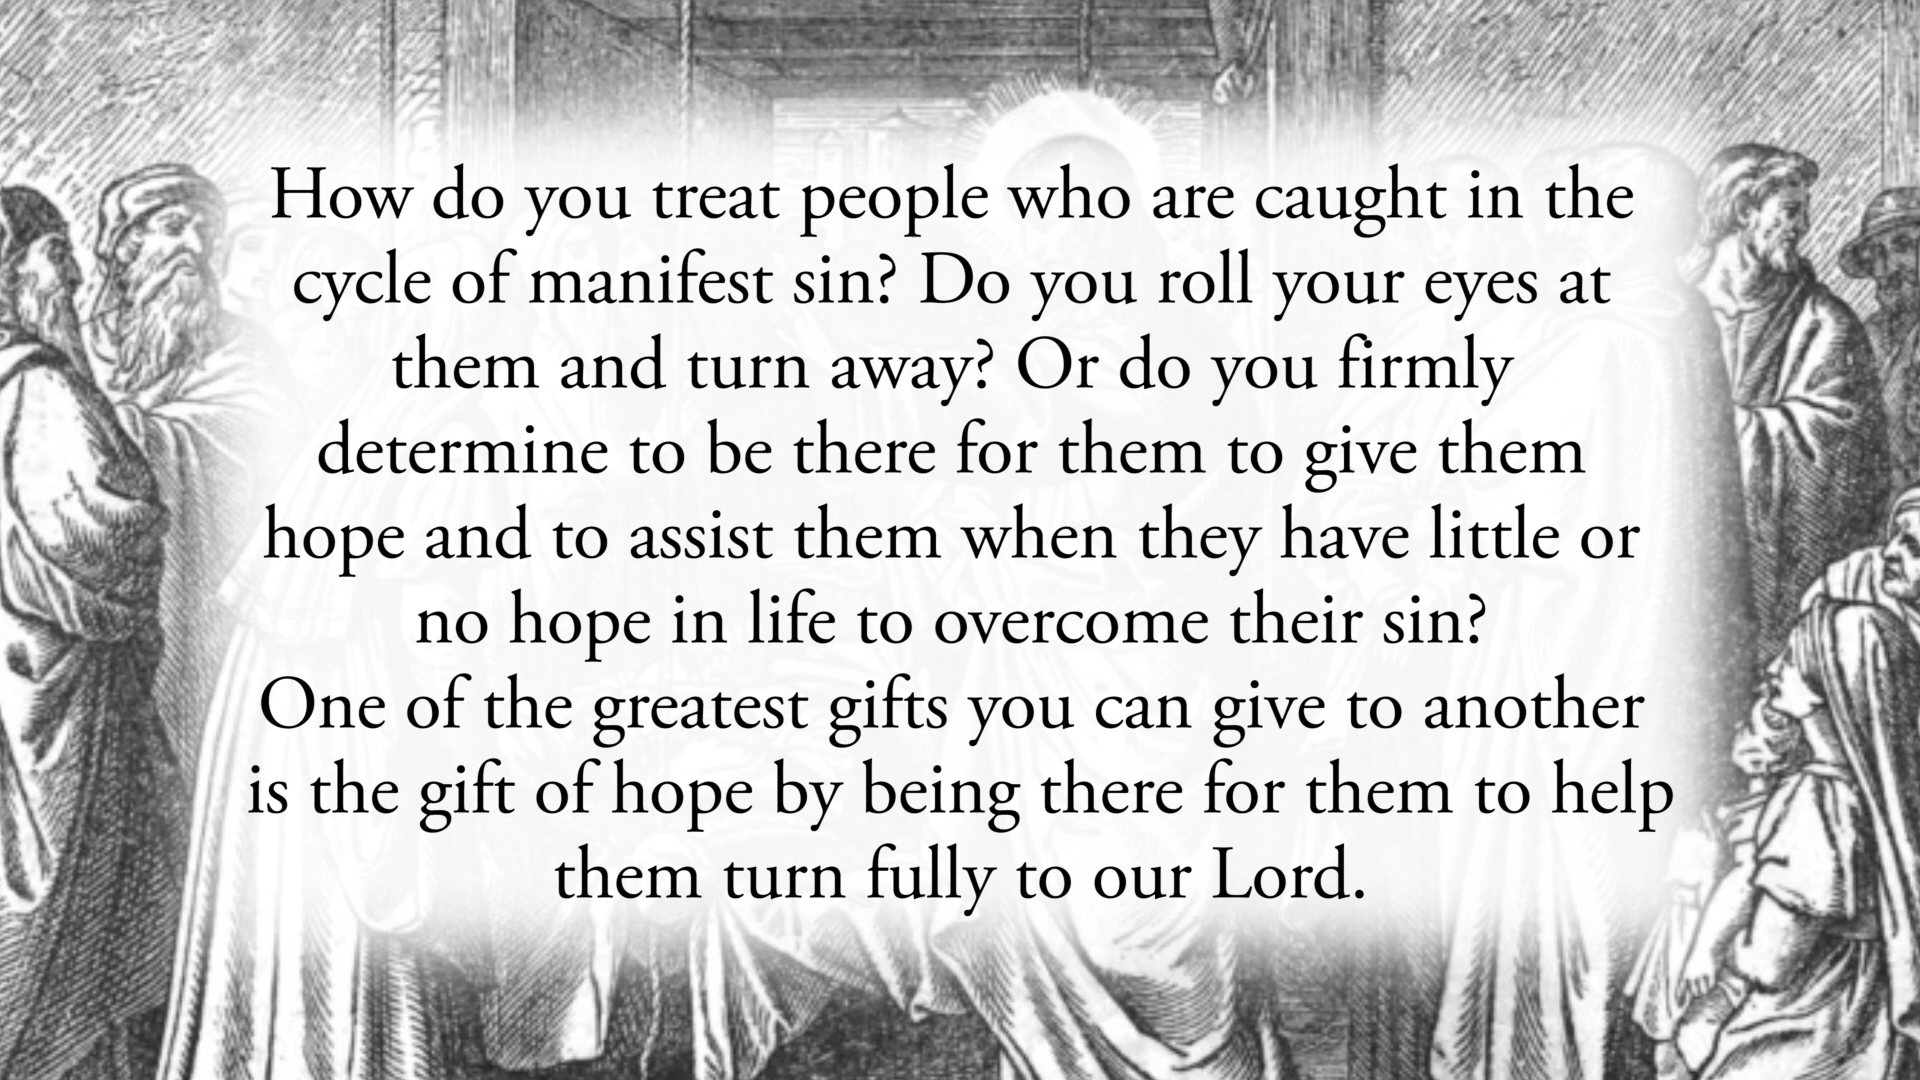 How do you treat people who are caught in the
cycle of manifest sin? Do you roll your eyes at
them and turn away? Or do you firmly
determine to be there for them to give them
hope and to assist them when they have little or
no hope in life to overcome their sin?
One of the greatest gifts you can give to another
is the gift of hope by being there for them to help
them turn fully to our Lord.